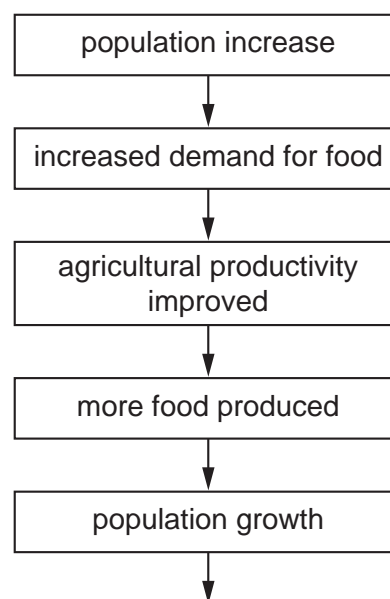 population increase
increased demand for food
agricultural productivity
improved
more food produced
population growth